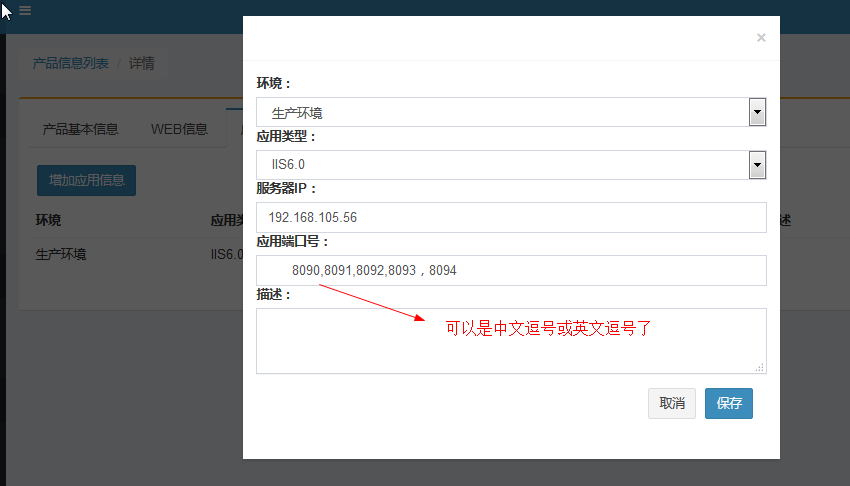 产品信息列表 / 详情
×
产品基本信息 WEB信息
增加应用信息
环境 应用类
生产环境 IIS6.0
述
环境：
生产环境
应用类型：
IIS6.0
服务器IP：
192.168.105.56
应用端口号：
8090,8091,8092,8093，8094
描述：
可以是中文逗号或英文逗号了
取消 保存